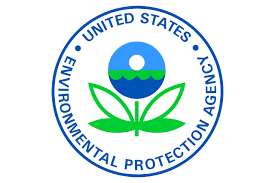 UNITED STATES
ENVIRONMENTAL PROTECTION AGENCY